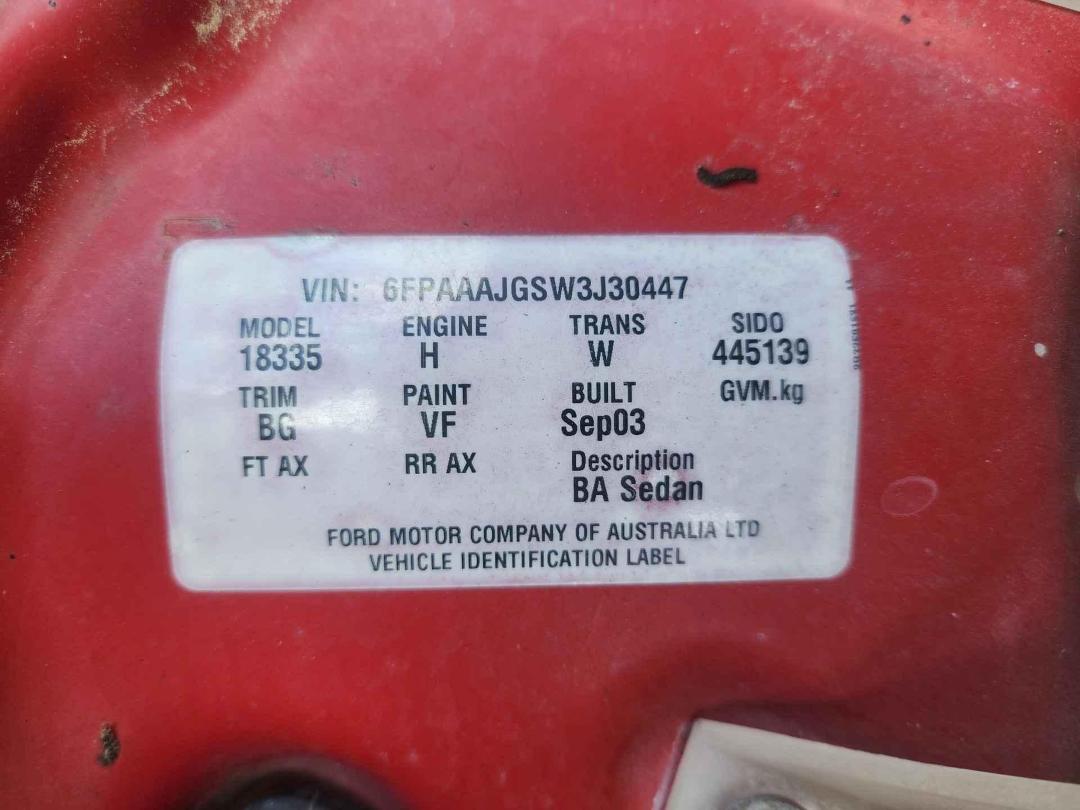 VIN: 6FPAAAJGSW3J30447
MODEL ENGINE TRANS SIDO
18335 H W 445139
TRIM PAINT BUILT GVM.kg
BG VF Sep03
FT AX RR AX Description
BA Sedan
FORD MOTOR COMPANY OF AUSTRALIA LTD
VEHICLE IDENTIFICATION LABEL